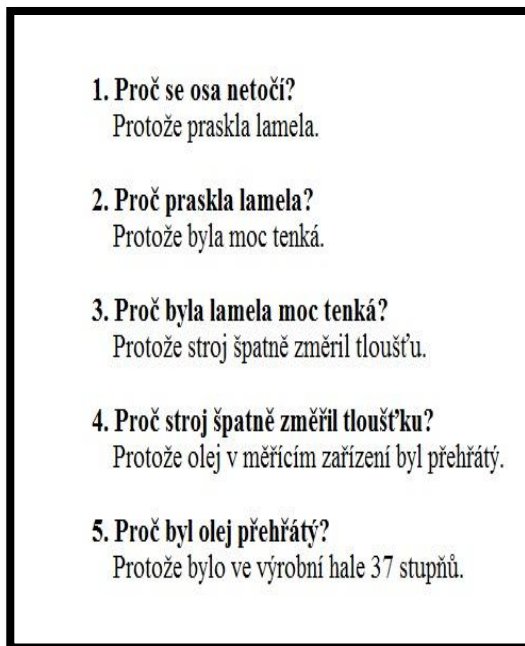 1. Proč se osa netočí?
Protože praskla lamela.
2. Proč praskla lamela?
Protože byla moc tenká.
3. Proč byla lamela moc tenká?
Protože stroj špatně změril tloušťu.
4. Proč stroj špatně změřil tloušťku?
Protože olej v měřícím zařízení byl přehřátý.
5. Proč byl olej přehřátý?
Protože bylo ve výrobní hale 37 stupňů.